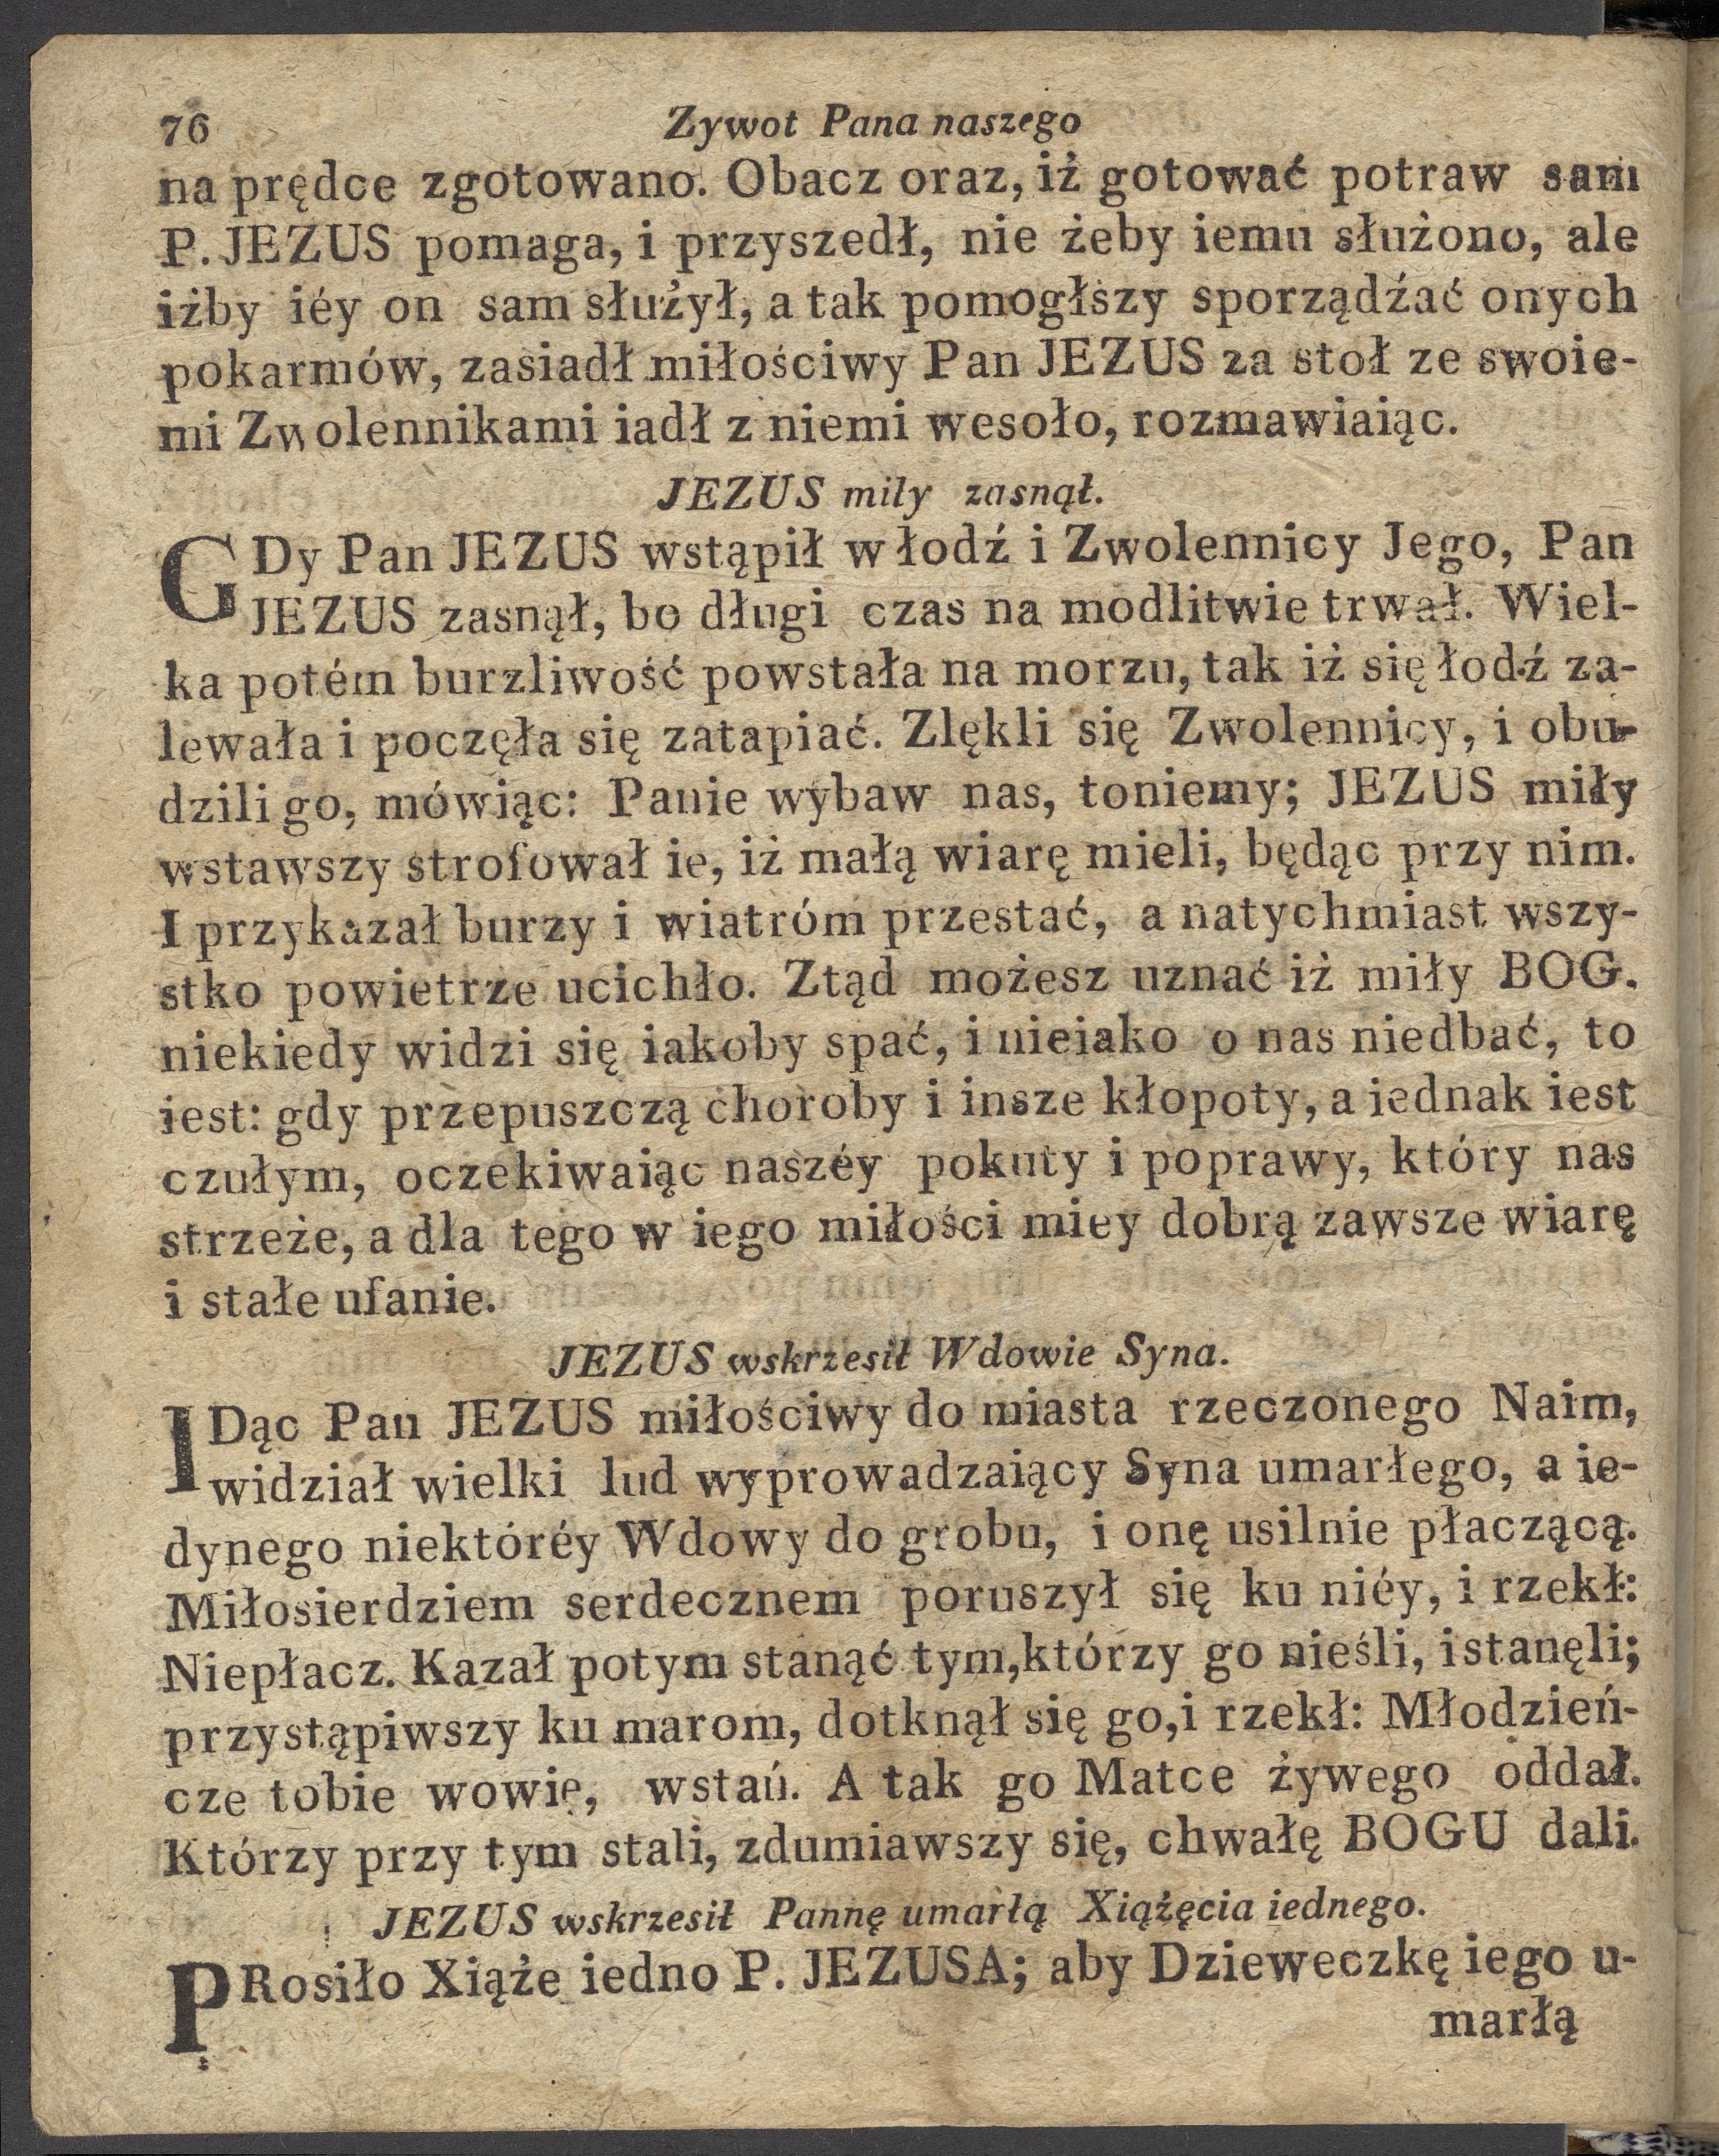 76 Zywot Pana naszego
na prędce zgotowano. Obacz oraz, iż gotować potraw sam
P. JEZUS pomaga, i przyszedł, nie żeby iemu służono, ale
iżby iéy on sam służył, a tak pomogłszy sporządźać onych
pokarmów, zasiadł miłościwy Pan JEZUS za stoł ze swoie-
mi Zwolennikami iadł z niemi wesoło, rozmawiaiąc.
JEZUS mily zasnął.
GDy Pan JEZUS wstąpił w łodź i Zwolennicy Jego, Pan
JEZUS zasnął, bo długi czas na modlitwie trwał. Wiel-
ka potém burzliwość powstała na morzu, tak iż się łodź za-
lewała i poczęła się zatapiać. Zlękli się Zwolennicy, i obu-
dzili go, mówiąc: Panie wybaw nas, toniemy; JEZUS miły
wstawszy strofował ie, iż małą wiarę mieli, będąc przy nim.
I przykazał burzy i wiatróm przestać, a natychmiast wszy-
stko powietrze ucichło. Ztąd możesz uznać iż miły BOG.
niekiedy widzi się iakoby spać, i nieiako o nas niedbać, to
iest: gdy przepuszczą choroby i insze kłopoty, a iednak iest
czułym, oczekiwaiąc naszéy pokuty i poprawy, który nas
strzeże, a dla tego w iego miłości miey dobrą zawsze wiarę
i stałe ufanie.
JEZUS wskrzesił Wdowie Syna.
IDąc Pan JEZUS miłościwy do miasta rzeczonego Naim,
widział wielki lud wyprowadzaiący Syna umarłego, a ie-
dynego niektóréy Wdowy do grobu, i onę usilnie płaczącą.
Miłosierdziem serdecznem poruszył się ku niéy, i rzekł:
Niepłacz. Kazał potym stanąć tym,którzy go nieśli, i stanęli;
przystąpiwszy ku marom, dotknął się go,i rzekł: Młodzień-
cze tobie wowię, wstań. A tak go Matce żywego oddał.
Którzy przy tym stali, zdumiawszy się, chwałę BOGU dali.
JEZUS wskrzesił Pannę umarłą Xiążęcia iednego.
PRosiło Xiąże iedno P. JEZUSA; aby Dzieweczkę iego u-
marłą